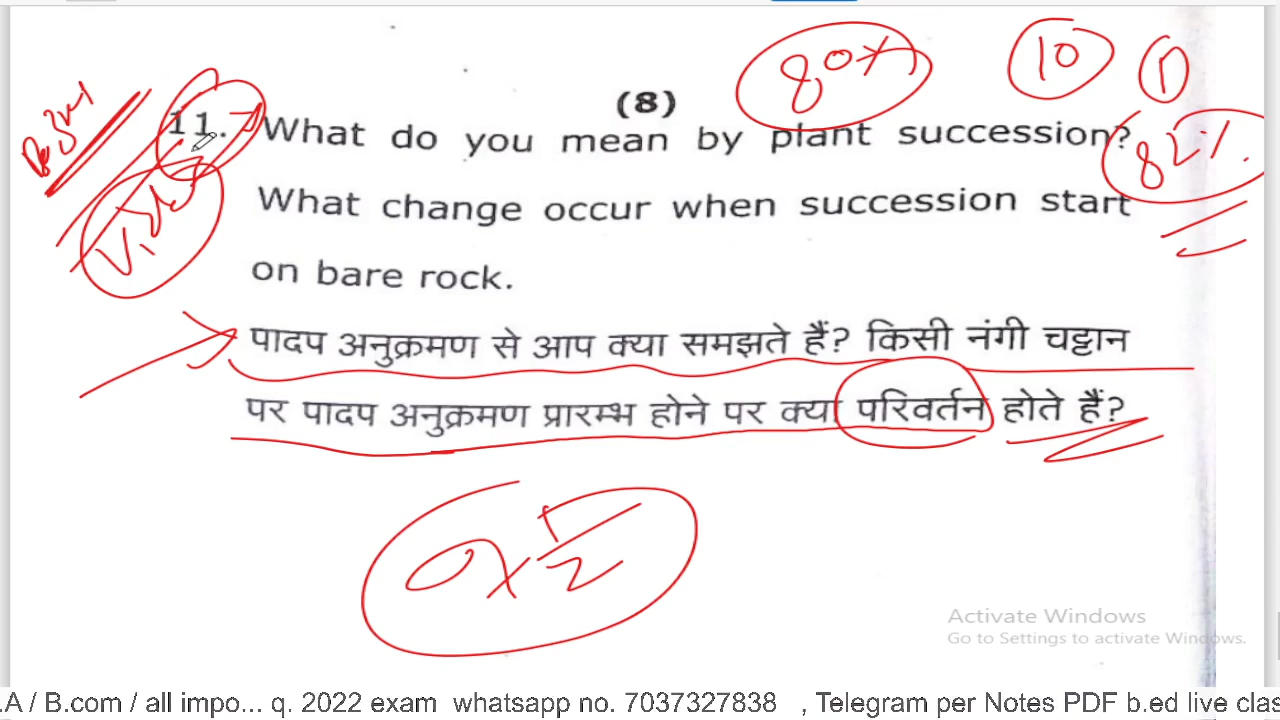 80%
10
1
(8)
11. What do you mean by plant succession?
82%.
What change occur when succession start
on bare rock.
पादप अनुक्रमण से आप क्या समझते हैं? किसी नंगी चट्टान
पर पादप अनुक्रमण प्रारम्भ होने पर क्या परिवर्तन होते हैं?
Activate Windows
Go to Settings to activate Windows.
.A / B.com / all impo... q. 2022 exam whatsapp no. 7037327838 , Telegram per Notes PDF b.ed live clas